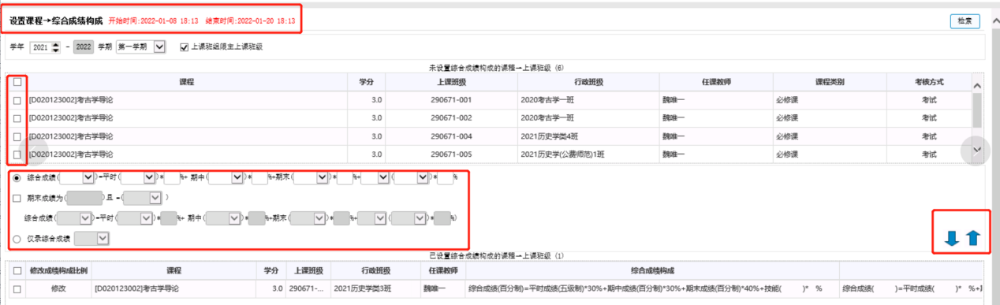 设置课程→综合成绩构成 开始时间:2022-01-08 18:13 结束时间:2022-01-20 18:13 检索
学年 2021 - 2022 学期 第一学期 上课班组限主上课班级
未设置综合成绩构成的课程→上课班级 (6)
课程 学分 上课班级 行政班级 任课教师 课程类别 考核方式
[D020123002]考古学导论 3.0 290671-001 2020考古学一班 魏唯一 必修课 考试
[D020123002]考古学导论 3.0 290671-002 2020考古学一班 魏唯一 必修课 考试
[D020123002]考古学导论 3.0 290671-004 2021历史学类4班 魏唯一 必修课 考试
[D020123002]考古学导论 3.0 290671-005 2021历史学(公费师范)1班 魏唯一 必修课 考试
综合成绩( )=平时( )* %+ 期中( )* %+期末( )* %+ ( )* %
期末成绩为( )且 =( )
综合成绩( )=平时( )* %+ 期中( )* %+期末( )* %+ ( )* %)
仅录综合成绩
已设置综合成绩构成的课程→上课班级 (1)
修改成绩构成比例 课程 学分 上课班级 行政班级 任课教师 综合成绩构成
修改 [D020123002]考古学导论 3.0 290671-... 2021历史学类3班 魏唯一 综合成绩(百分制)=平时成绩(五级制)*30%+期中成绩(百分制)*30%+期末成绩(百分制)*40%+技能( )* % 综合成绩( )=平时成绩( )* %+